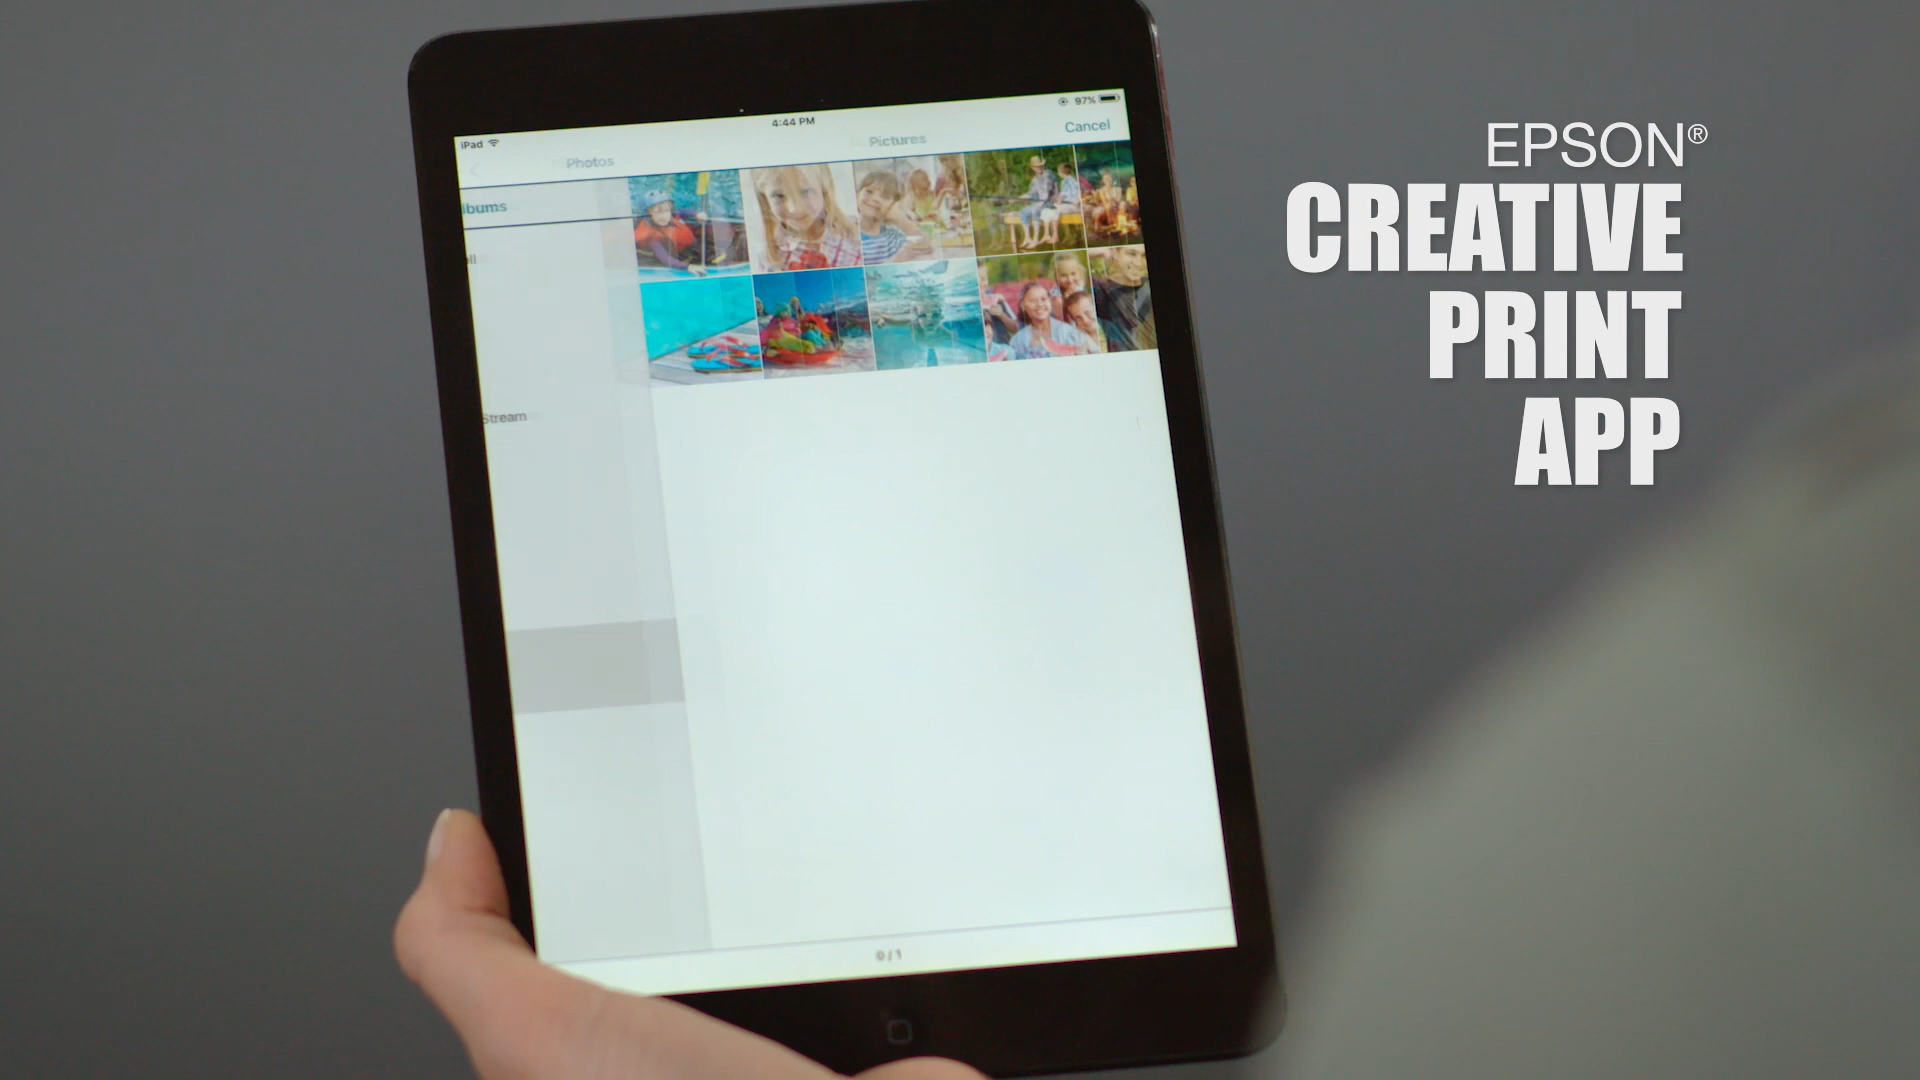 EPSON®
CREATIVE
PRINT
APP
iPad
4:44 PM
97%
Photos
Pictures
Cancel
lbums
Stream
0/1